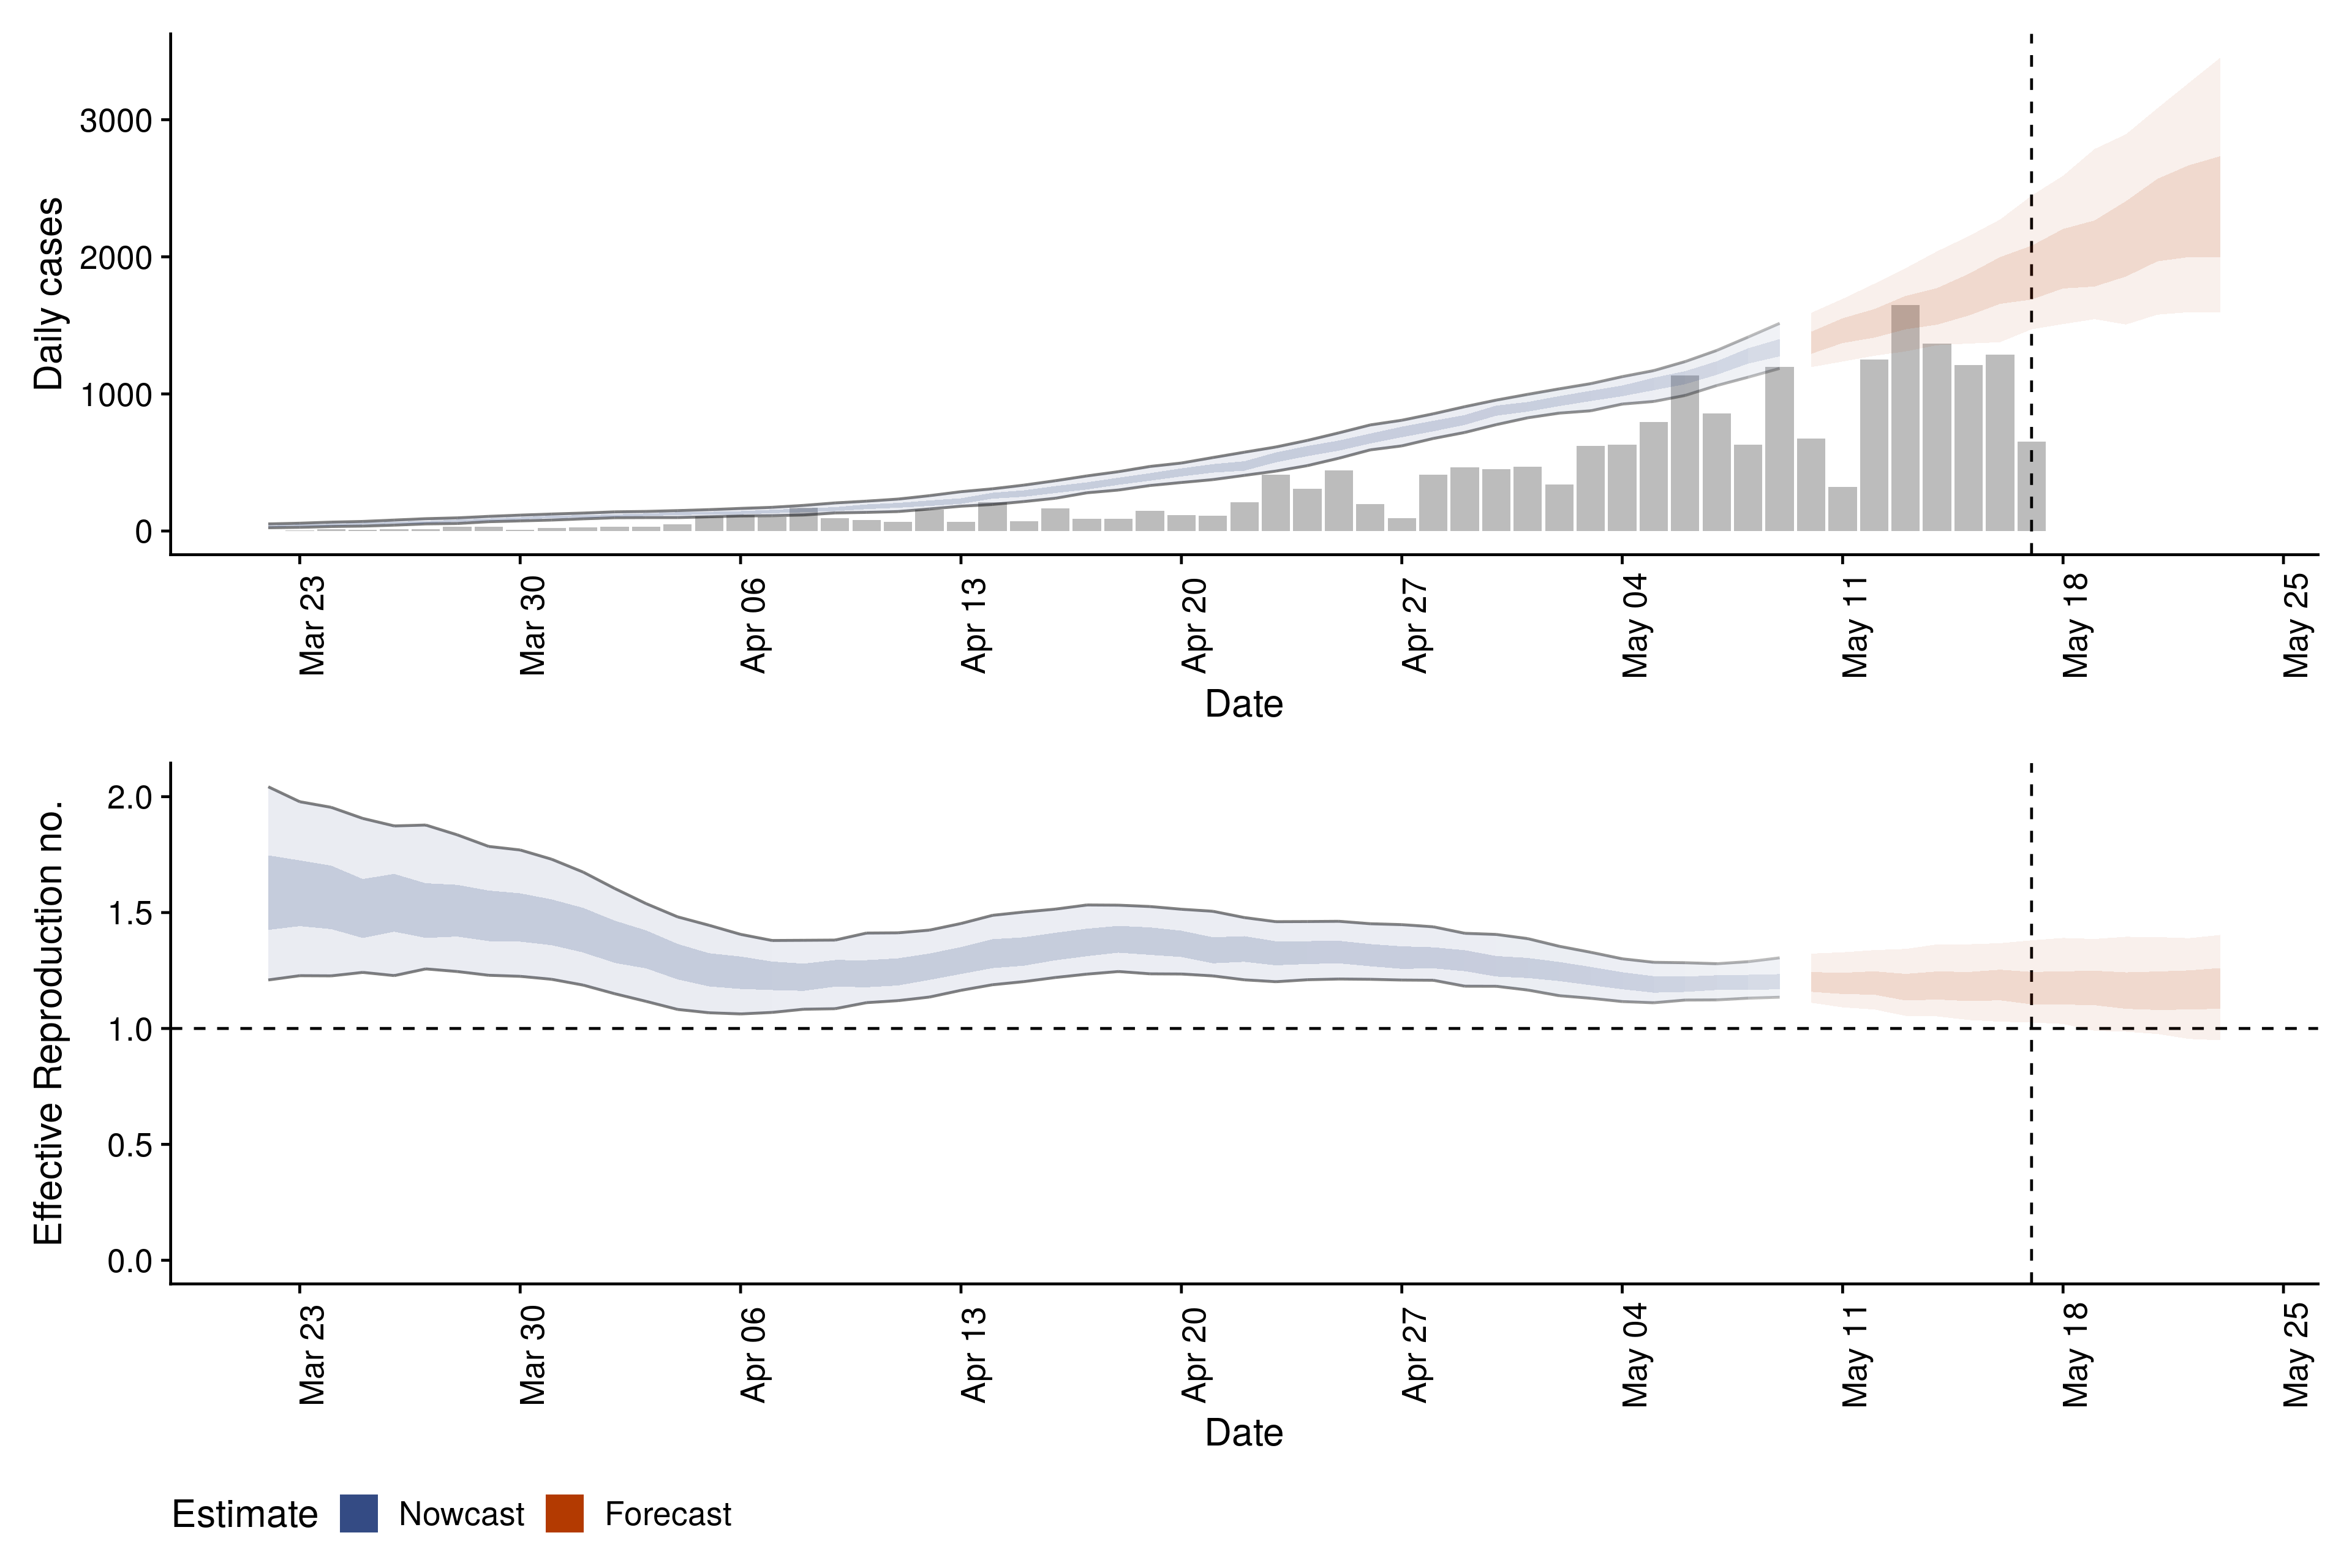 Daily cases
3000
2000
1000
0
Mar 23
Mar 30
Apr 06
Apr 13
Apr 20
Apr 27
May 04
May 11
May 18
May 25
Date
Effective Reproduction no.
2.0
1.5
1.0
0.5
0.0
Mar 23
Mar 30
Apr 06
Apr 13
Apr 20
Apr 27
May 04
May 11
May 18
May 25
Date
Estimate Nowcast Forecast